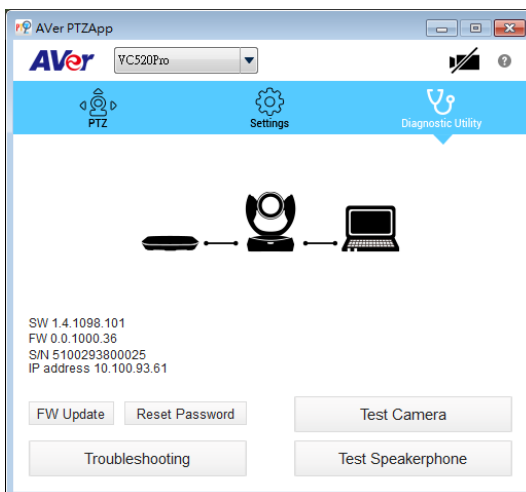 AVer PTZApp
AVer VC520Pro ?
PTZ Settings Diagnostic Utility
SW 1.4.1098.101
FW 0.0.1000.36
S/N 5100293800025
IP address 10.100.93.61
FW Update Reset Password Test Camera
Troubleshooting Test Speakerphone